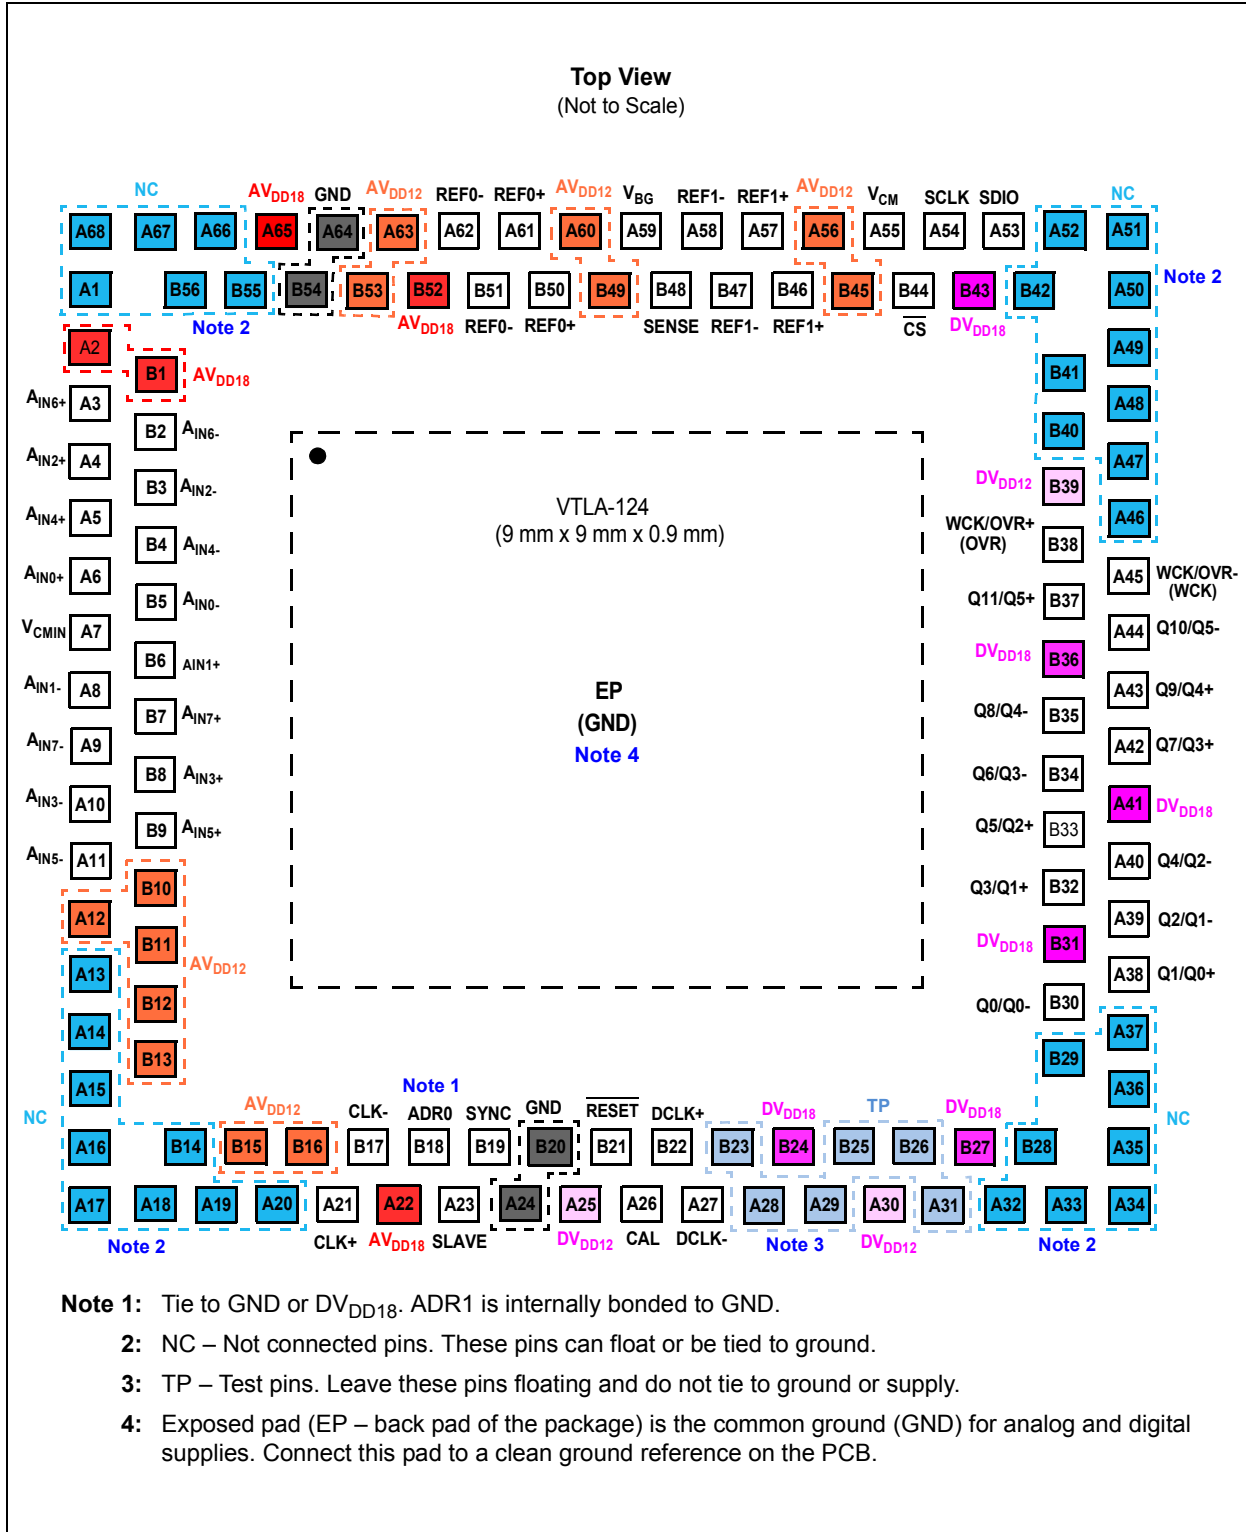 Top View
(Not to Scale)
NC AVDD18 GND AVDD12 REF0- REF0+ AVDD12 VBG REF1- REF1+ AVDD12 VCM SCLK SDIO NC
A68 A67 A66 A65 A64 A63 A62 A61 A60 A59 A58 A57 A56 A55 A54 A53 A52 A51
A1 B56 B55 B54 B53 B52 B51 B50 B49 B48 B47 B46 B45 B44 B43 B42 A50 Note 2
Note 2 AVDD18 REF0- REF0+ SENSE REF1- REF1+ CS DVDD18
A2 B1 AVDD18
A49
B41
AIN6+ A3
A48
B2 AIN6-
B40
AIN2+ A4
A47
B3 AIN2-
DVDD12 B39
AIN4+ A5
A46
VTLA-124
(9 mm x 9 mm x 0.9 mm)
B4 AIN4-
WCK/OVR+
(OVR)
B38
AIN0+ A6
A45 WCK/OVR-
(WCK)
B5 AIN0-
Q11/Q5+ B37
VCMIN A7
A44 Q10/Q5-
B6 AIN1+
DVDD18 B36
AIN1- A8
A43 Q9/Q4+
EP
(GND)
Note 4
B7 AIN7+
Q8/Q4- B35
AIN7- A9
A42 Q7/Q3+
B8 AIN3+
Q6/Q3- B34
AIN3- A10
A41 DVDD18
B9 AIN5+
Q5/Q2+ B33
AIN5- A11
A40 Q4/Q2-
B10
Q3/Q1+ B32
A12
A39 Q2/Q1-
B11
AVDD12
DVDD18 B31
A13
A38 Q1/Q0+
B12
Q0/Q0- B30
A14
A37
B13
B29
A15
A36
NC
Note 1
NC
AVDD12 CLK- ADR0 SYNC GND RESET DCLK+ DVDD18 TP DVDD18
A16 B14 B15 B16 B17 B18 B19 B20 B21 B22 B23 B24 B25 B26 B27 B28 A35
A17 A18 A19 A20 A21 A22 A23 A24 A25 A26 A27 A28 A29 A30 A31 A32 A33 A34
Note 2 CLK+ AVDD18 SLAVE DVDD12 CAL DCLK- Note 3 DVDD12 Note 2
Note 1: Tie to GND or DVDD18. ADR1 is internally bonded to GND.
2: NC – Not connected pins. These pins can float or be tied to ground.
3: TP – Test pins. Leave these pins floating and do not tie to ground or supply.
4: Exposed pad (EP – back pad of the package) is the common ground (GND) for analog and digital
supplies. Connect this pad to a clean ground reference on the PCB.